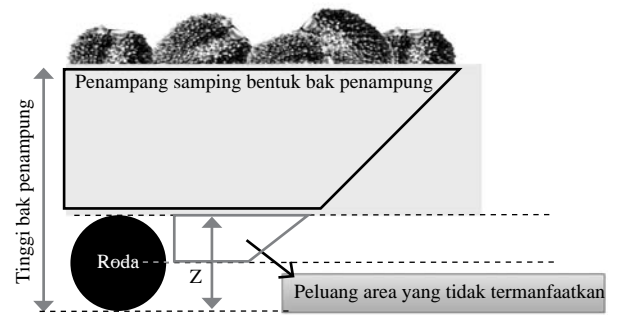 Penampang samping bentuk bak penampung
Tinggi bak penampung
Roda
Z
Peluang area yang tidak termanfaatkan